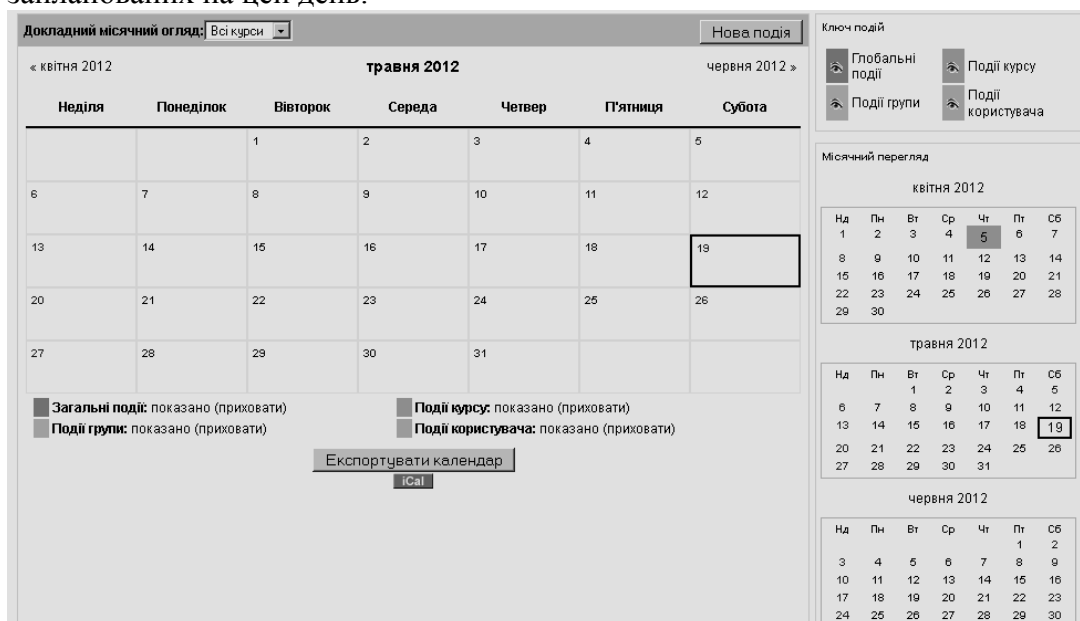 запланованих на цей день.
Докладний місячний огляд: Всі курси Нова подія
« квітня 2012 травня 2012 червня 2012 »
Неділя Понеділок Вівторок Середа Четвер П'ятниця Субота
1 2 3 4 5
6 7 8 9 10 11 12
13 14 15 16 17 18 19
20 21 22 23 24 25 26
27 28 29 30 31
Загальні події: показано (приховати) Події курсу: показано (приховати)
Події групи: показано (приховати) Події користувача: показано (приховати)
Експортувати календар
iCal
Ключ подій
Глобальні події Події курсу
Події групи Події користувача
Місячний перегляд
квітня 2012
Нд Пн Вт Ср Чт Пт Сб
1 2 3 4 5 6 7
8 9 10 11 12 13 14
15 16 17 18 19 20 21
22 23 24 25 26 27 28
29 30
травня 2012
Нд Пн Вт Ср Чт Пт Сб
1 2 3 4 5
6 7 8 9 10 11 12
13 14 15 16 17 18 19
20 21 22 23 24 25 26
27 28 29 30 31
червня 2012
Нд Пн Вт Ср Чт Пт Сб
1 2
3 4 5 6 7 8 9
10 11 12 13 14 15 16
17 18 19 20 21 22 23
24 25 26 27 28 29 30